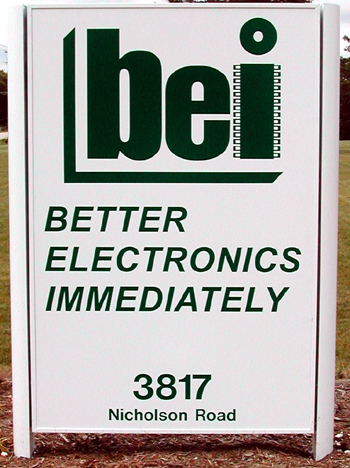 bei
BETTER
ELECTRONICS
IMMEDIATELY
3817
Nicholson Road